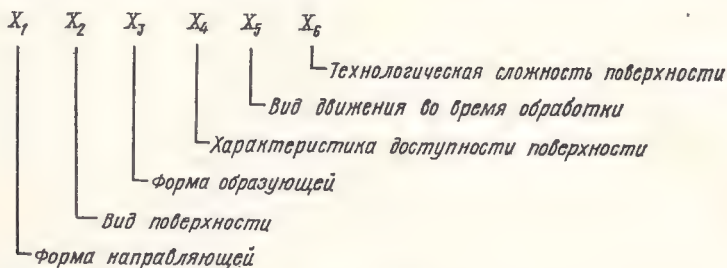 X₁ X₂ X₃ X₄ X₅ X₆
Технологическая сложность поверхности
Вид движения во время обработки
Характеристика доступности поверхности
Форма образующей
Вид поверхности
Форма направляющей